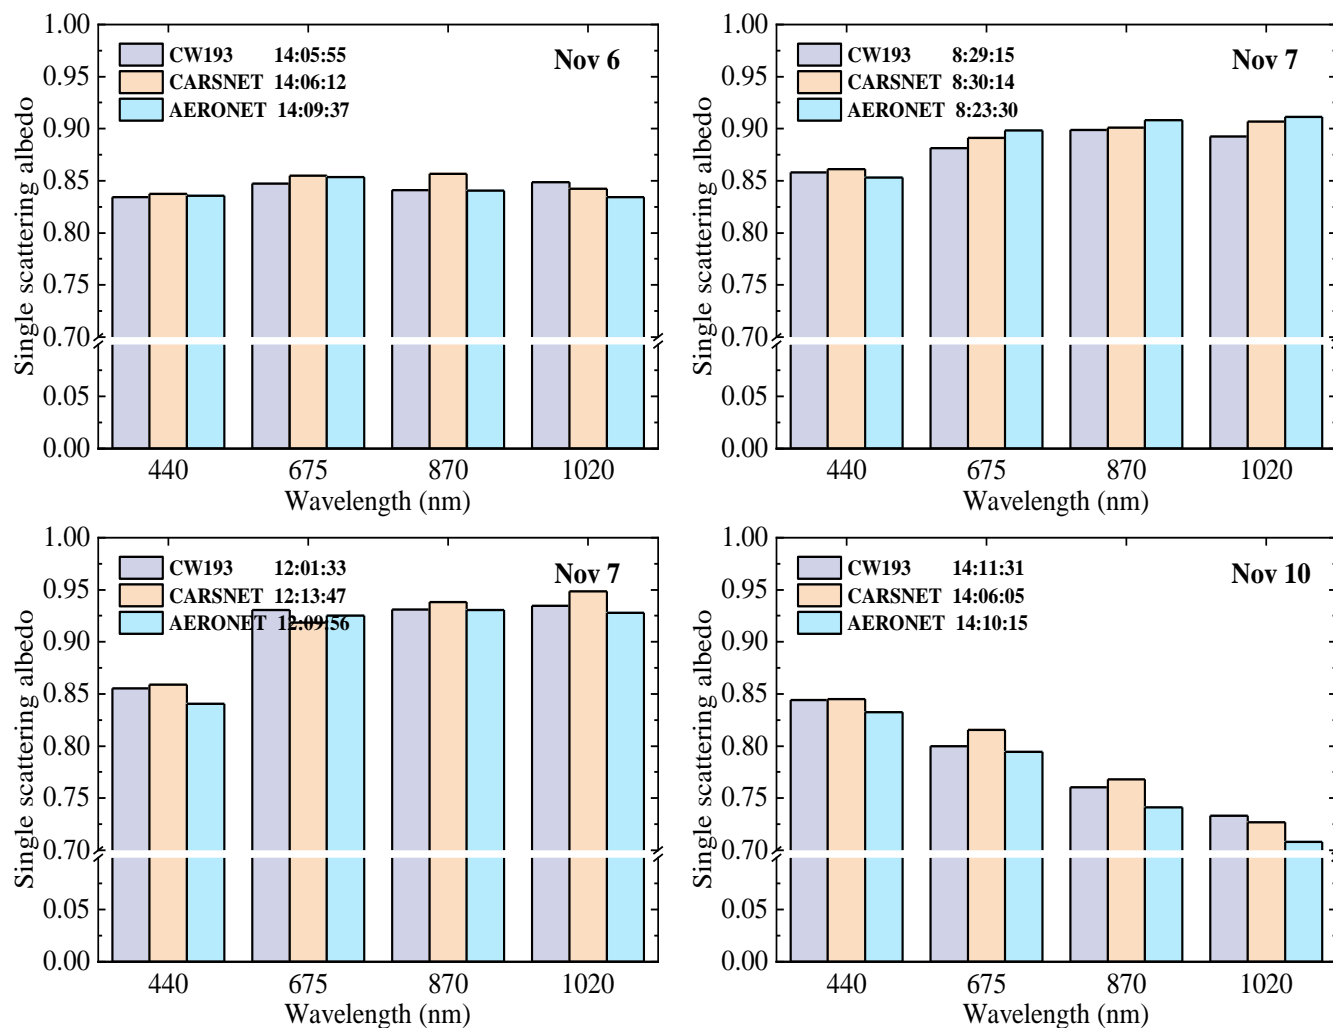 Single scattering albedo
1.00
0.95
0.90
0.85
0.80
0.75
0.70
0.05
0.00
CW193 14:05:55
CARSNET 14:06:12
AERONET 14:09:37
Nov 6
440 675 870 1020
Wavelength (nm)
Single scattering albedo
1.00
0.95
0.90
0.85
0.80
0.75
0.70
0.05
0.00
CW193 8:29:15
CARSNET 8:30:14
AERONET 8:23:30
Nov 7
440 675 870 1020
Wavelength (nm)
Single scattering albedo
1.00
0.95
0.90
0.85
0.80
0.75
0.70
0.05
0.00
CW193 12:01:33
CARSNET 12:13:47
AERONET 12:09:56
Nov 7
440 675 870 1020
Wavelength (nm)
Single scattering albedo
1.00
0.95
0.90
0.85
0.80
0.75
0.70
0.05
0.00
CW193 14:11:31
CARSNET 14:06:05
AERONET 14:10:15
Nov 10
440 675 870 1020
Wavelength (nm)